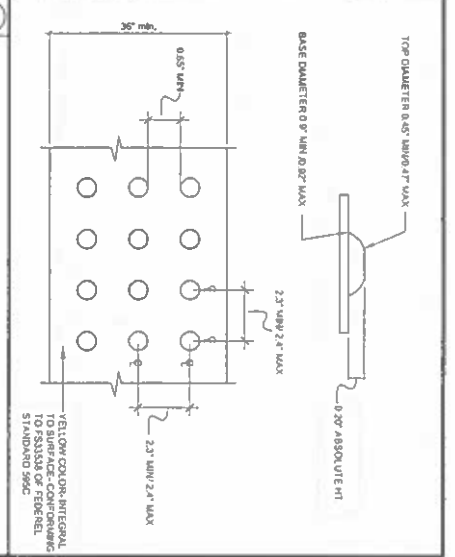 TOP DIAMETER 0.45" MIN/0.47" MAX
BASE DIAMETER 0.9" MIN /0.92" MAX
0.20" ABSOLUTE HT
36" min.
0.65" MIN
2.3" MIN/ 2.4" MAX
2.3" MIN/ 2.4" MAX
YELLOW COLOR-INTEGRAL
TO SURFACE-CONFORMING
TO FS33538 OF FEDEREL
STANDARD 595C